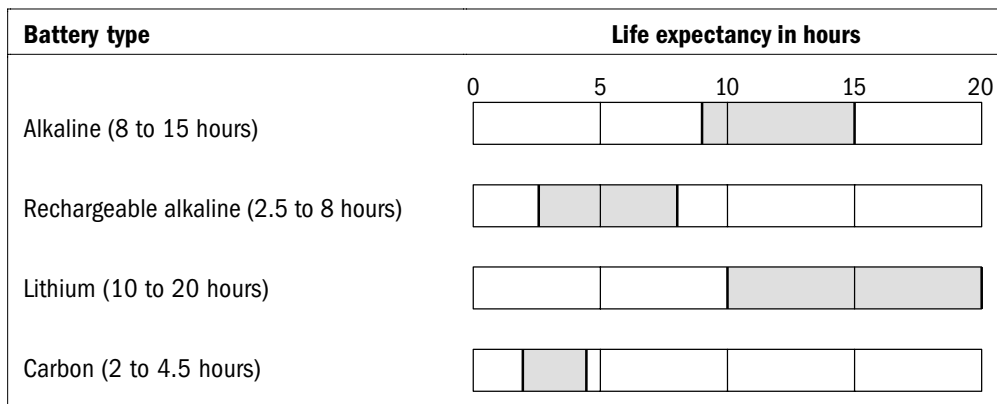 Battery type Life expectancy in hours
0 5 10 15 20
Alkaline (8 to 15 hours)
Rechargeable alkaline (2.5 to 8 hours)
Lithium (10 to 20 hours)
Carbon (2 to 4.5 hours)